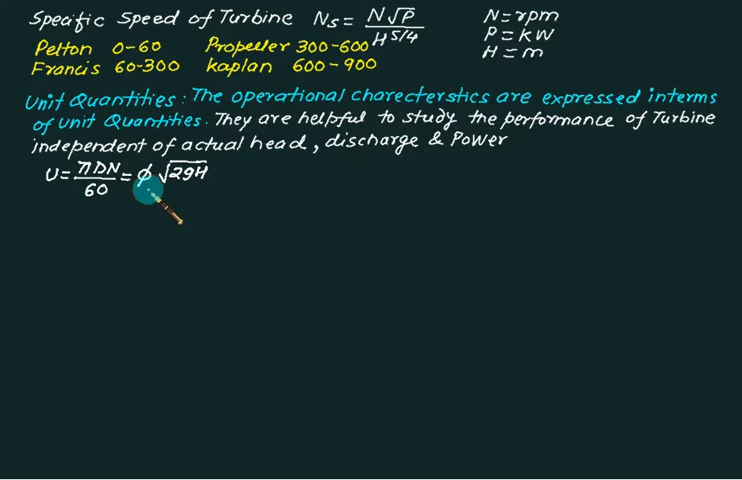 Specific Speed of Turbine Ns = N√P / H^5/4 N = rpm
P = kW
H = m
Pelton 0-60 Propeller 300-600
Francis 60-300 Kaplan 600-900
Unit Quantities: The operational charecterstics are expressed interms
of Unit Quantities. They are helpful to study the performance of Turbine
independent of actual head, discharge & Power
U = πDN / 60 = ϕ √2gH